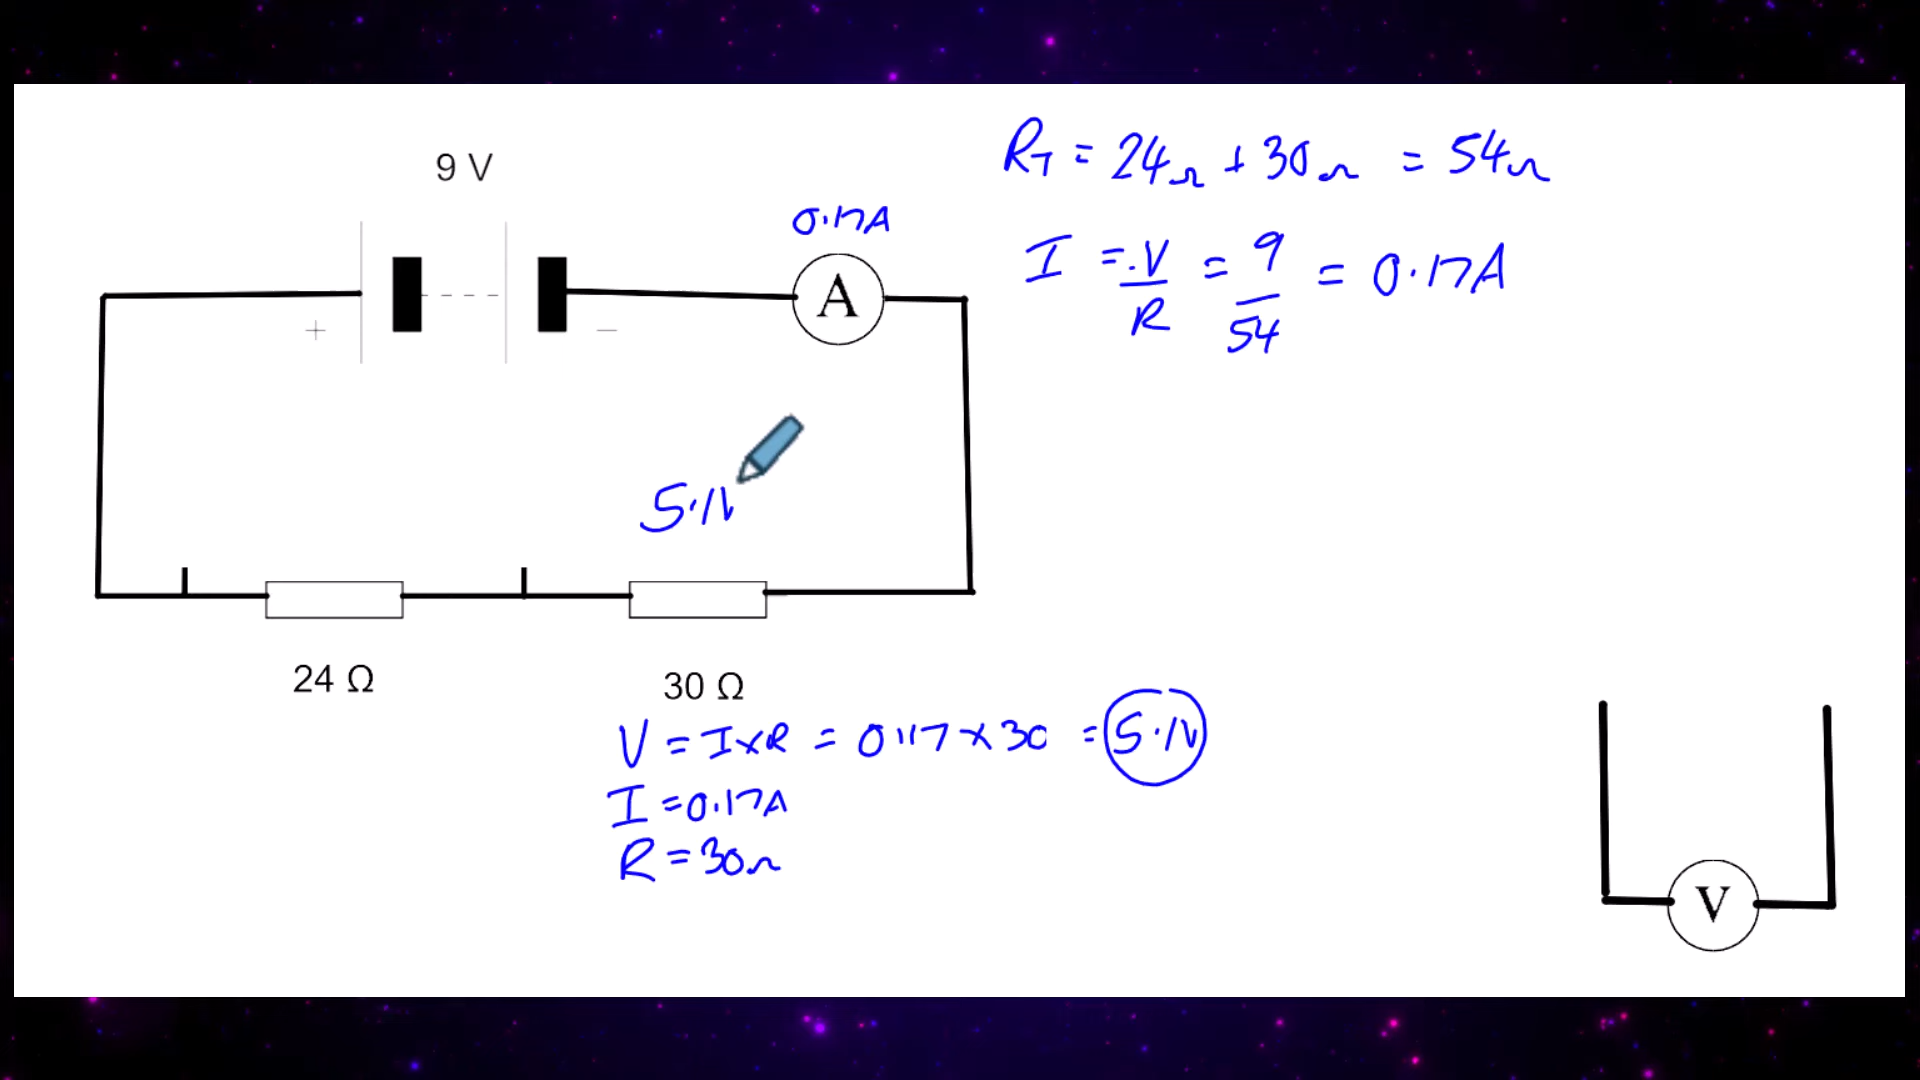 9 V
0.17A
+
−
A
5.1V
24 Ω
30 Ω
R_T = 24Ω + 30Ω = 54Ω
I = V/R = 9/54 = 0.17A
V = I×R = 0.17×30 = 5.1V
I = 0.17A
R = 30Ω
V